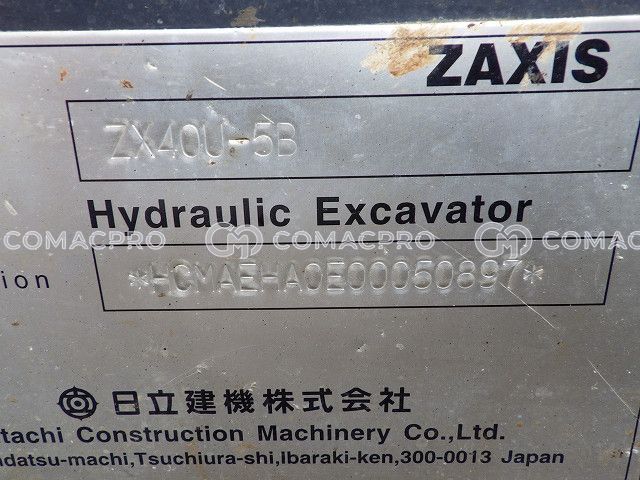 ZAXIS
ZX40U-5B
Hydraulic Excavator
COMACPRO COMACPRO COMACPRO
ion *HCMAEHA0E00050897*
日立建機株式会社
tachi Construction Machinery Co.,Ltd.
datsu-machi,Tsuchiura-shi,Ibaraki-ken,300-0013 Japan